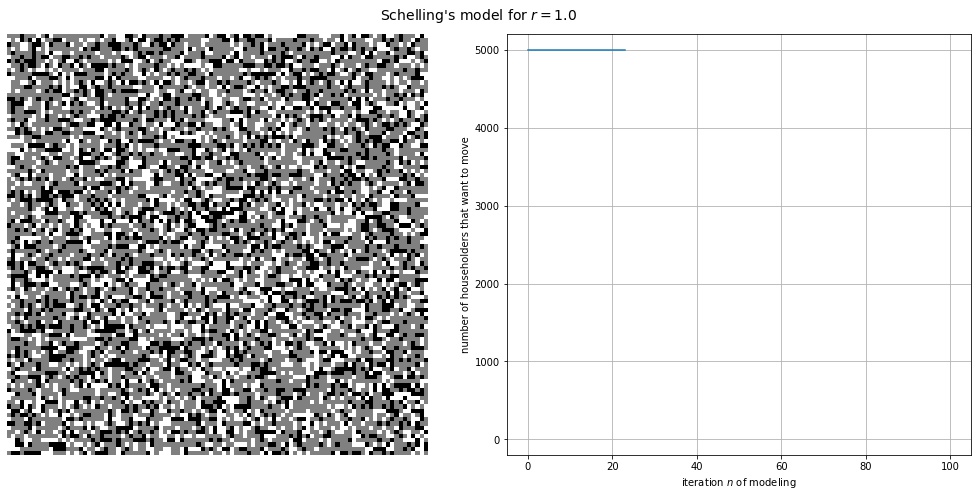 Schelling's model for r = 1.0
number of householders that want to move
5000
4000
3000
2000
1000
0
0 20 40 60 80 100
iteration n of modeling